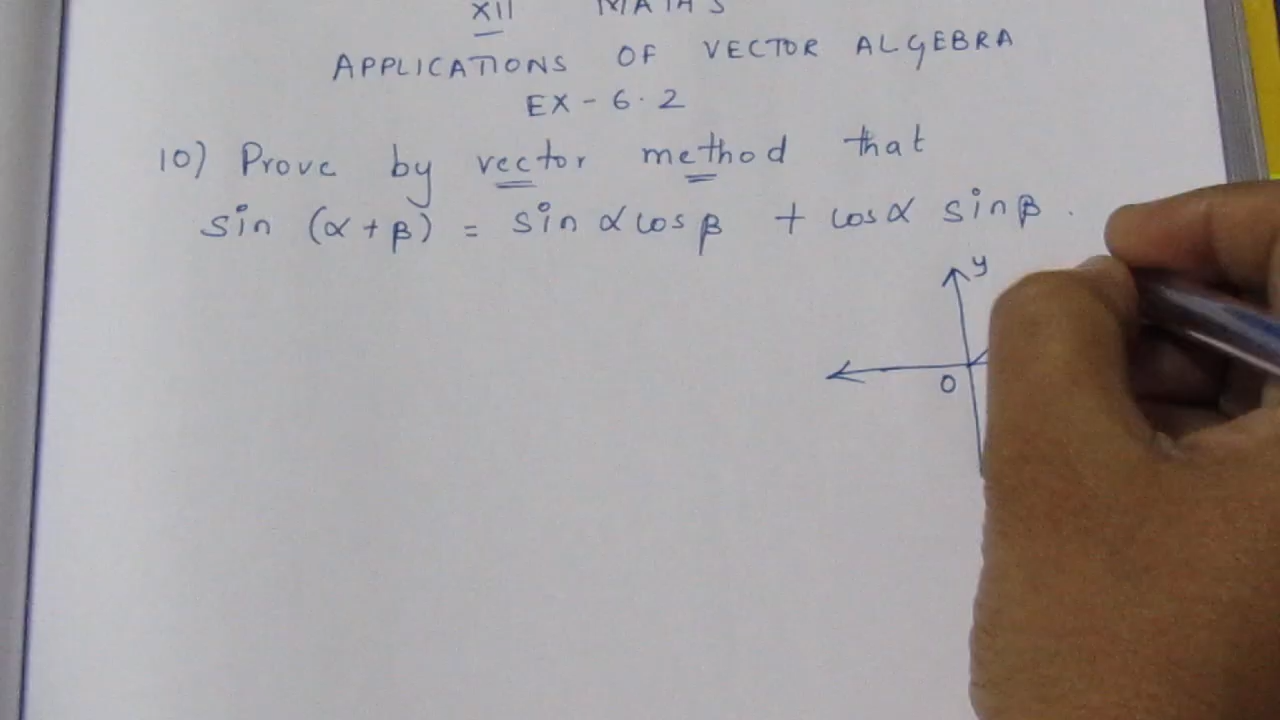 XII MATHS
APPLICATIONS OF VECTOR ALGEBRA
EX - 6.2
10) Prove by vector method that
sin (α + β) = sin α cos β + cos α sin β.
y
O